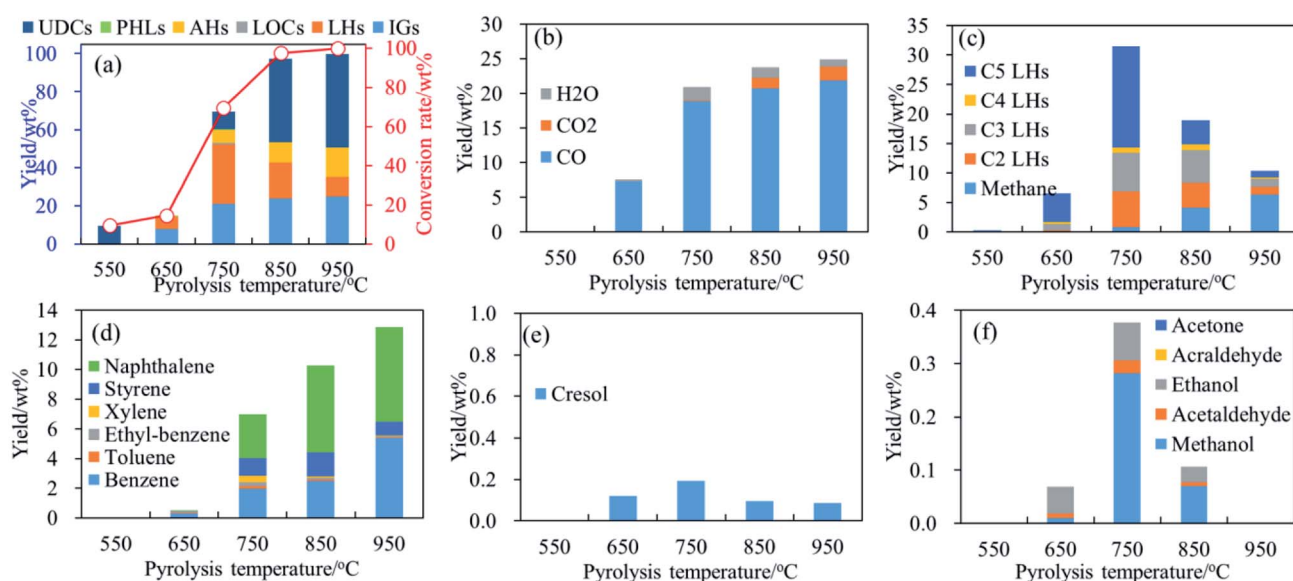 UDCs PHLs AHs LOCs LHs IGs
(a)
Yield/wt%
100
80
60
40
20
0
100
80
60
40
20
0
Conversion rate/wt%
550 650 750 850 950
Pyrolysis temperature/°C
(b)
Yield/wt%
30
25
20
15
10
5
0
H2O
CO2
CO
550 650 750 850 950
Pyrolysis temperature/°C
(c)
Yield/wt%
35
30
25
20
15
10
5
0
C5 LHs
C4 LHs
C3 LHs
C2 LHs
Methane
550 650 750 850 950
Pyrolysis temperature/°C
(d)
Yield/wt%
14
12
10
8
6
4
2
0
Naphthalene
Styrene
Xylene
Ethyl-benzene
Toluene
Benzene
550 650 750 850 950
Pyrolysis temperature/°C
(e)
Yield/wt%
1.0
0.8
0.6
0.4
0.2
0.0
Cresol
550 650 750 850 950
Pyrolysis temperature/°C
(f)
Yield/wt%
0.4
0.3
0.2
0.1
0.0
Acetone
Acraldehyde
Ethanol
Acetaldehyde
Methanol
550 650 750 850 950
Pyrolysis temperature/°C